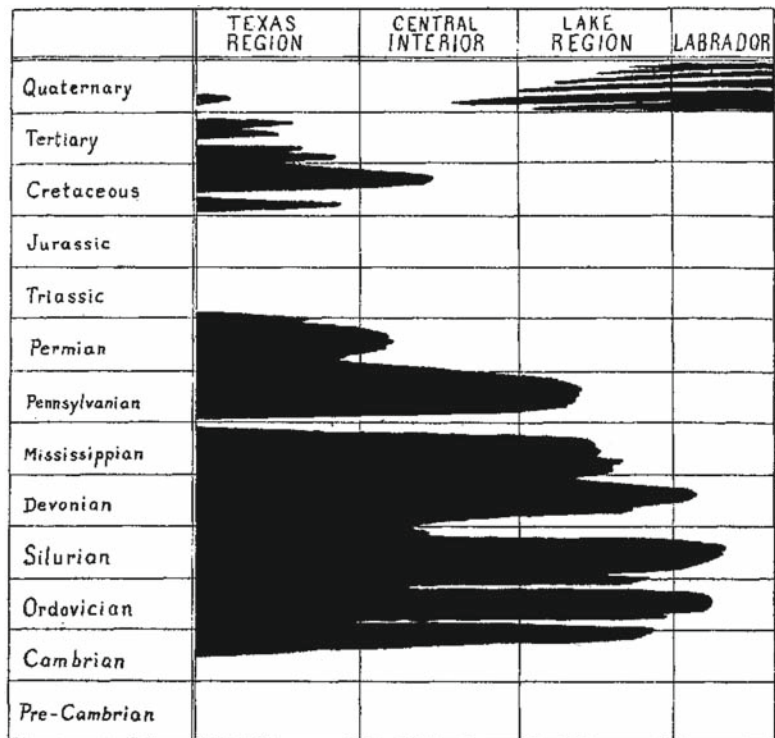 TEXAS REGION
CENTRAL INTERIOR
LAKE REGION
LABRADOR
Quaternary
Tertiary
Cretaceous
Jurassic
Triassic
Permian
Pennsylvanian
Mississippian
Devonian
Silurian
Ordovician
Cambrian
Pre-Cambrian